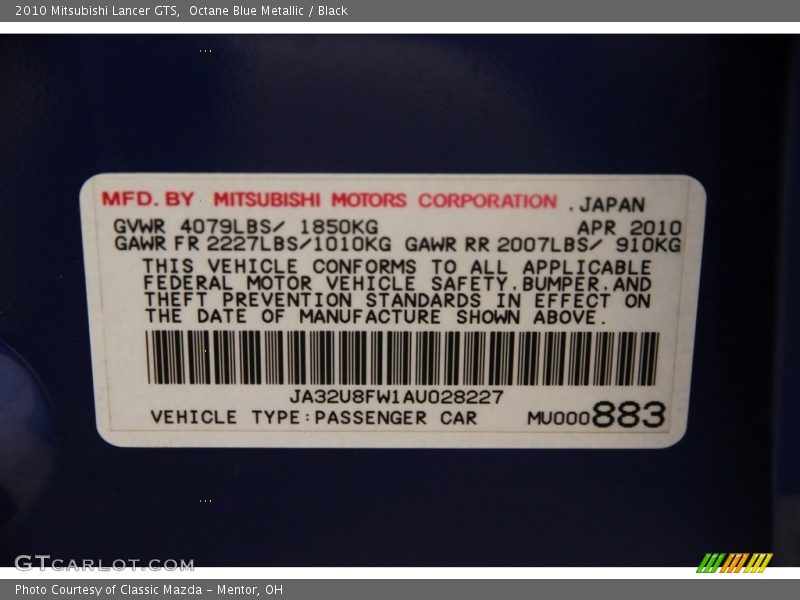 2010 Mitsubishi Lancer GTS,  Octane Blue Metallic / Black
MFD. BY MITSUBISHI MOTORS CORPORATION .JAPAN
GVWR 4079LBS/ 1850KG APR 2010
GAWR FR 2227LBS/1010KG GAWR RR 2007LBS/ 910KG
THIS VEHICLE CONFORMS TO ALL APPLICABLE
FEDERAL MOTOR VEHICLE SAFETY.BUMPER.AND
THEFT PREVENTION STANDARDS IN EFFECT ON
THE DATE OF MANUFACTURE SHOWN ABOVE.
JA32U8FW1AU028227
VEHICLE TYPE:PASSENGER CAR MU000883
GTCARLOT.COM
Photo Courtesy of Classic Mazda - Mentor, OH